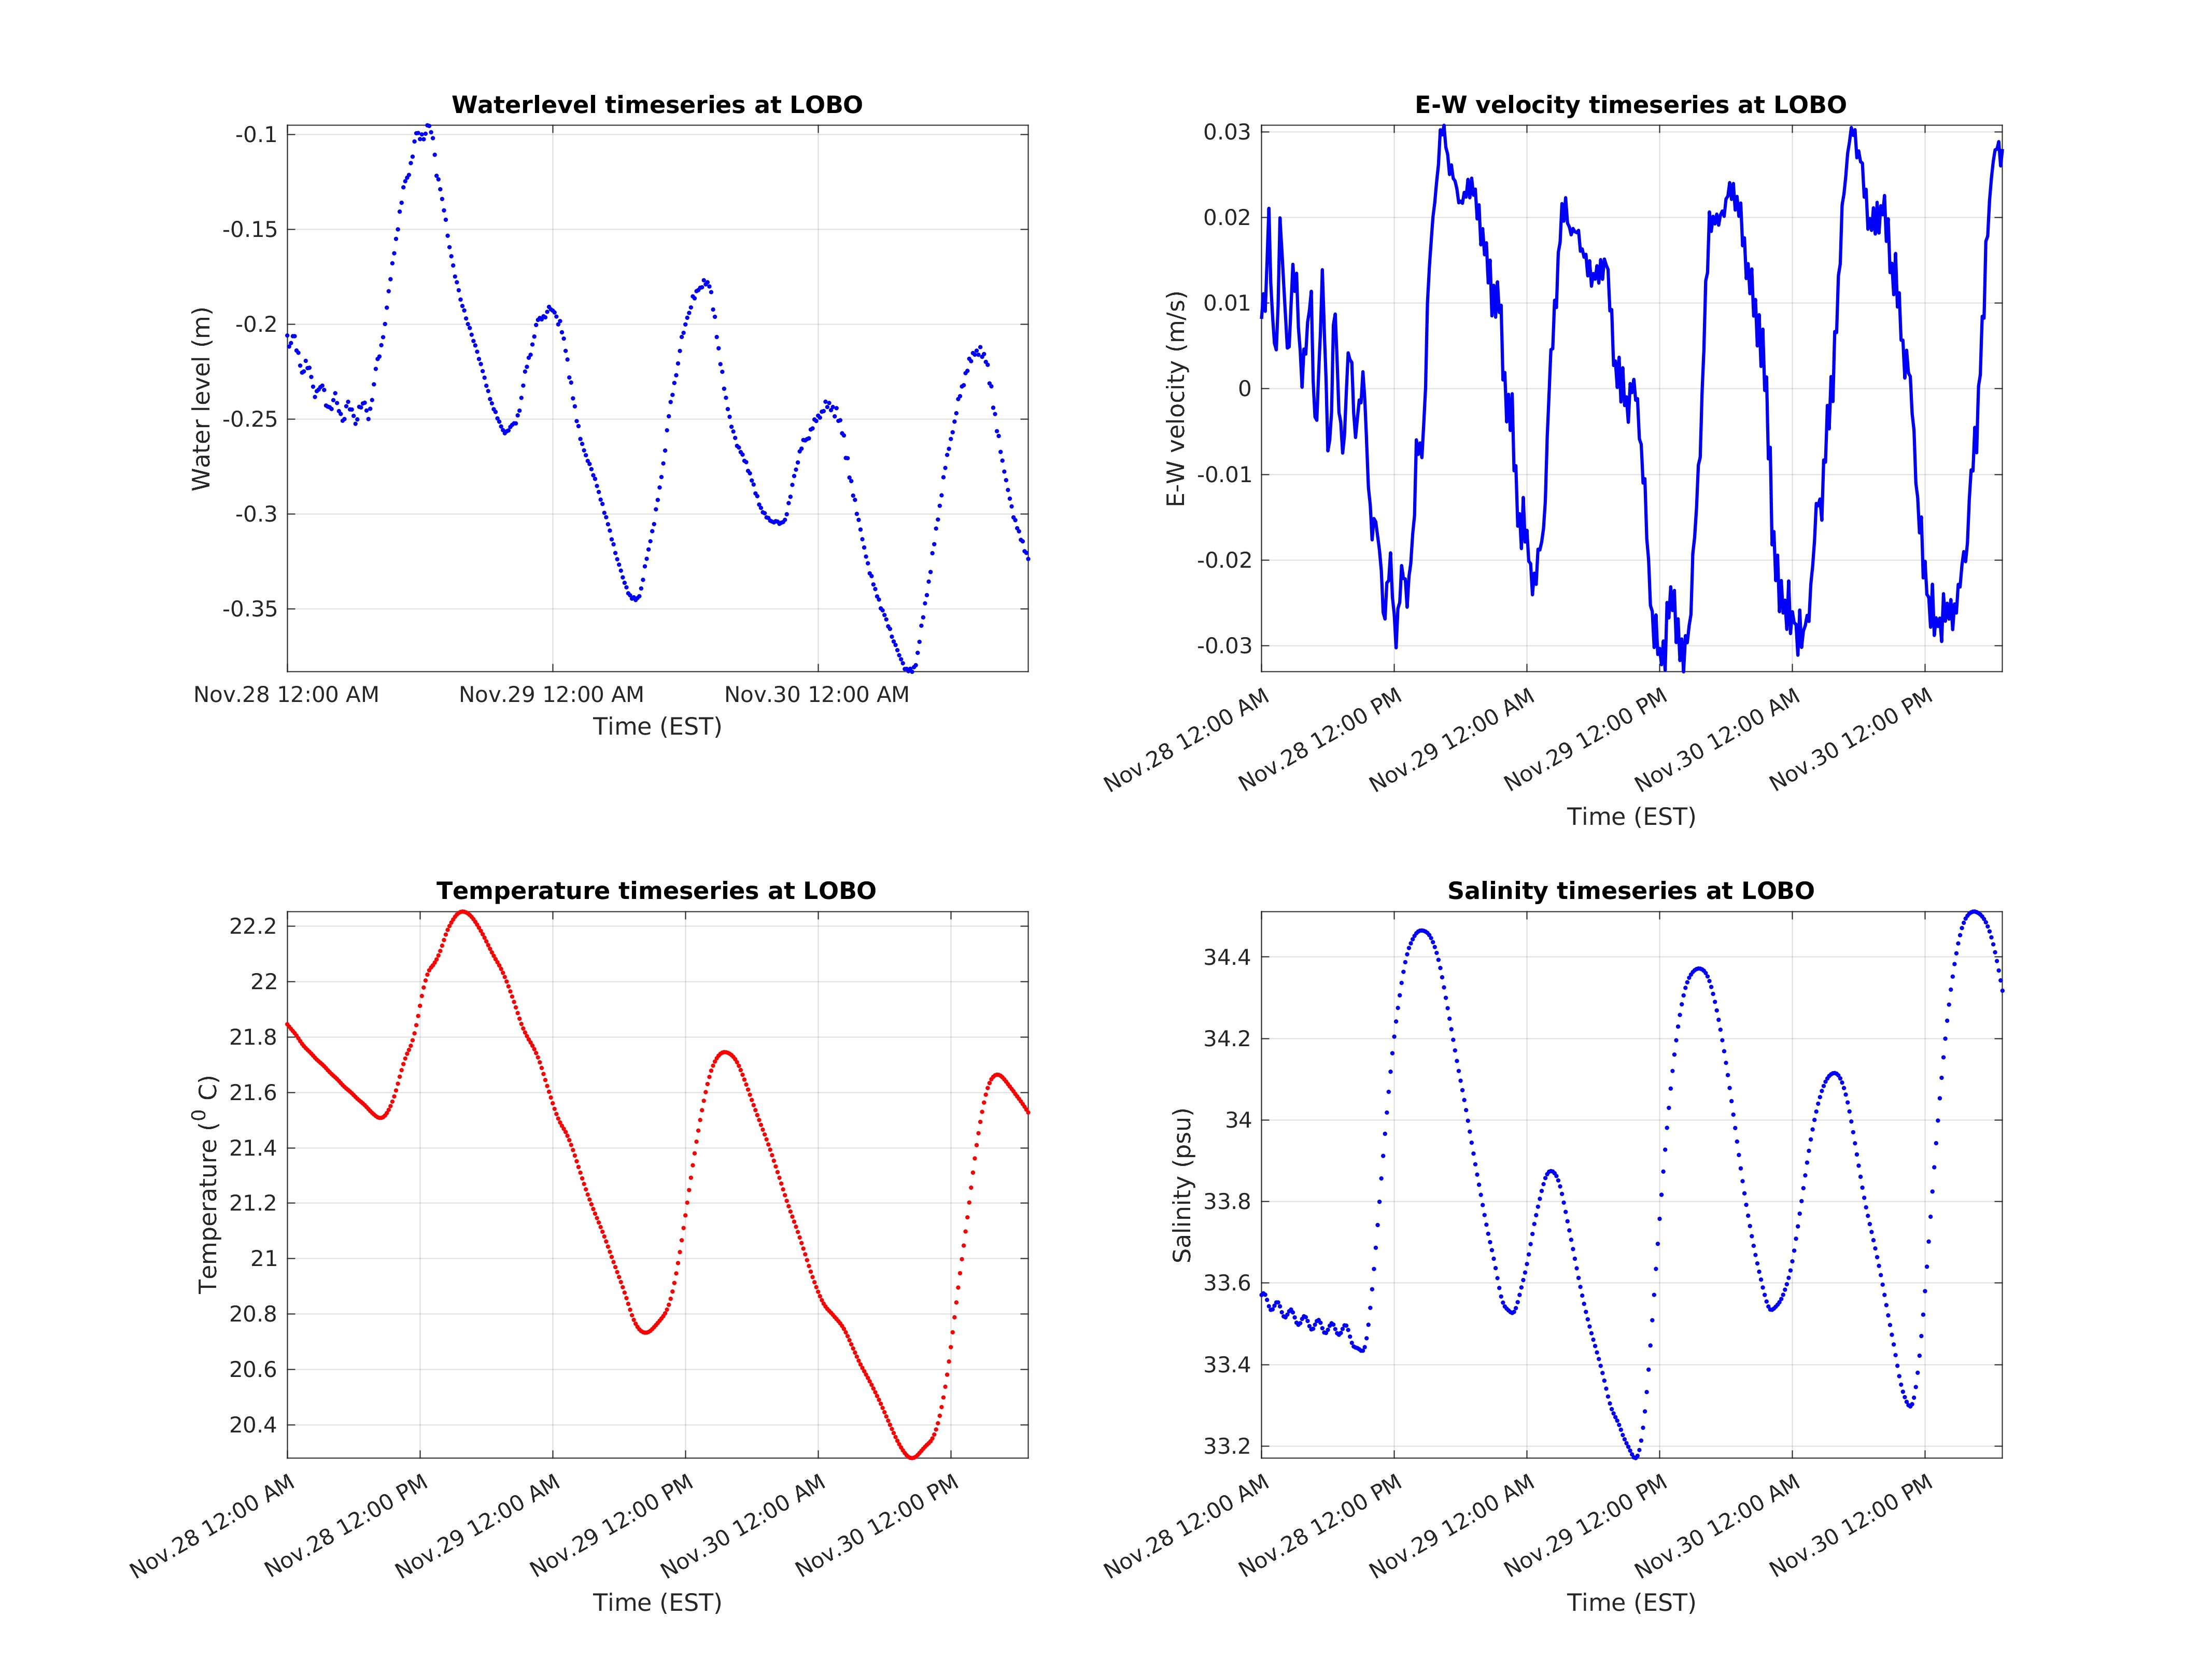 Waterlevel timeseries at LOBO
-0.1
-0.15
-0.2
-0.25
-0.3
-0.35
Water level (m)
Nov.28 12:00 AM
Nov.29 12:00 AM
Nov.30 12:00 AM
Time (EST)
E-W velocity timeseries at LOBO
0.03
0.02
0.01
0
-0.01
-0.02
-0.03
E-W velocity (m/s)
Nov.28 12:00 AM
Nov.28 12:00 PM
Nov.29 12:00 AM
Nov.29 12:00 PM
Nov.30 12:00 AM
Nov.30 12:00 PM
Time (EST)
Temperature timeseries at LOBO
22.2
22
21.8
21.6
21.4
21.2
21
20.8
20.6
20.4
Temperature (⁰ C)
Nov.28 12:00 AM
Nov.28 12:00 PM
Nov.29 12:00 AM
Nov.29 12:00 PM
Nov.30 12:00 AM
Nov.30 12:00 PM
Time (EST)
Salinity timeseries at LOBO
34.4
34.2
34
33.8
33.6
33.4
33.2
Salinity (psu)
Nov.28 12:00 AM
Nov.28 12:00 PM
Nov.29 12:00 AM
Nov.29 12:00 PM
Nov.30 12:00 AM
Nov.30 12:00 PM
Time (EST)